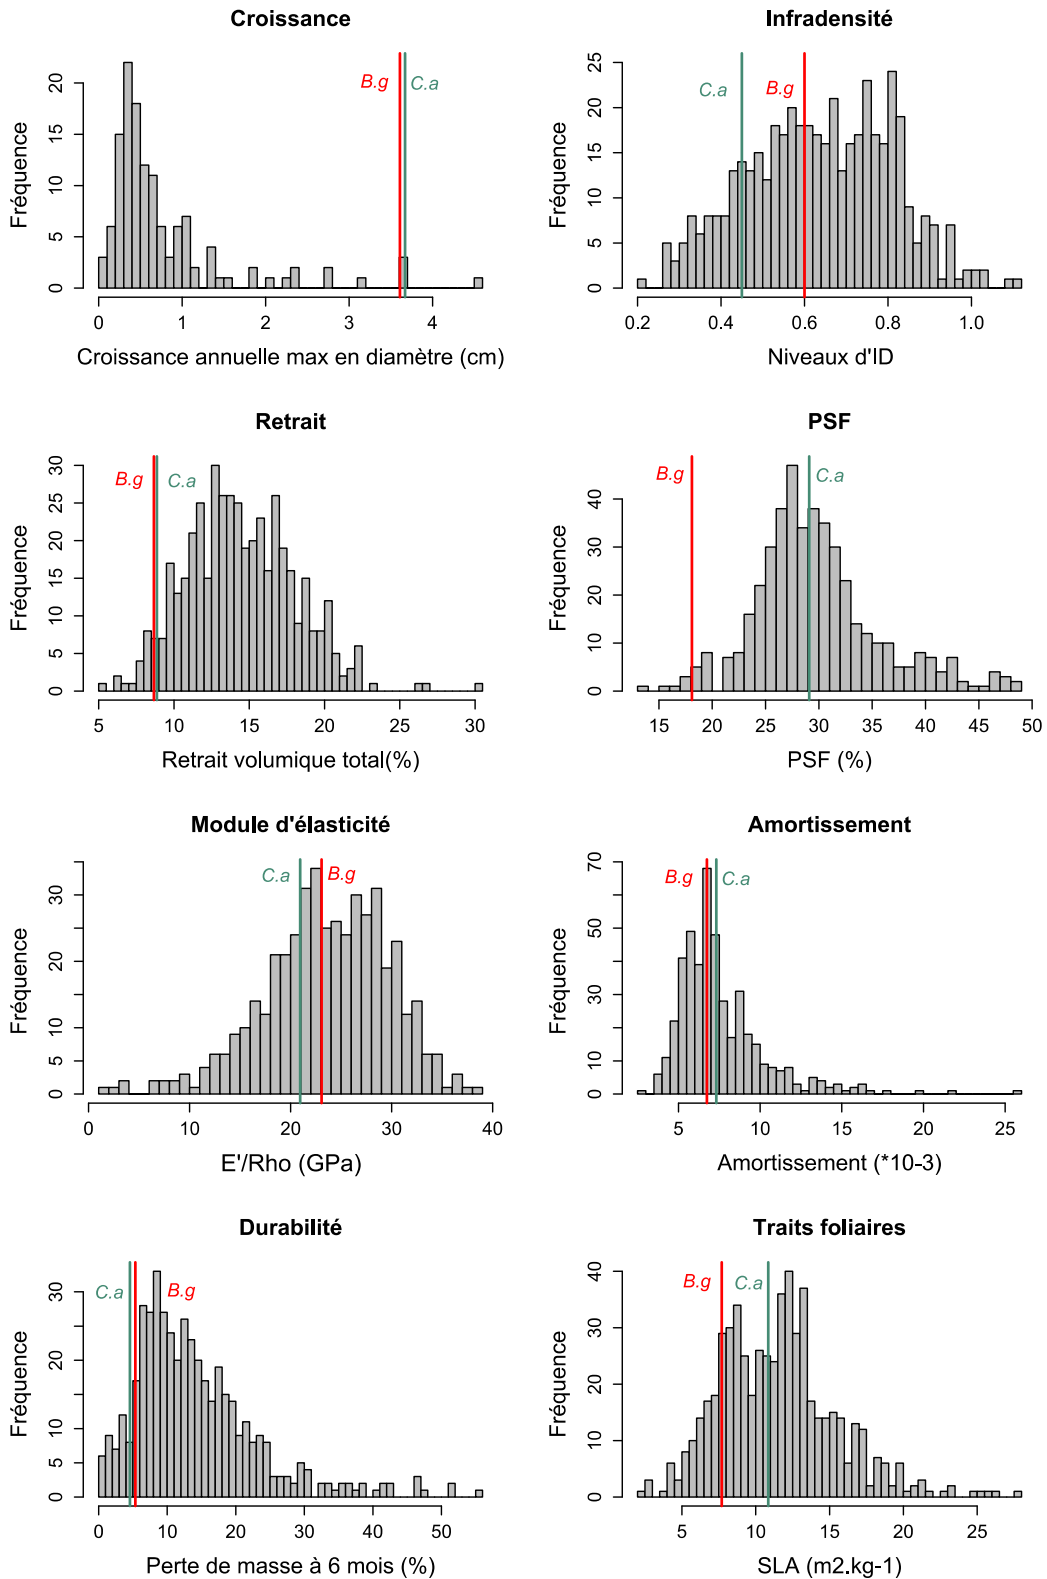 Croissance
Fréquence
0 5 10 15 20
B.g C.a
0 1 2 3 4
Croissance annuelle max en diamètre (cm)
Infradensité
Fréquence
0 5 10 15 20 25
C.a B.g
0.2 0.4 0.6 0.8 1.0
Niveaux d'ID
Retrait
Fréquence
0 5 10 15 20 25 30
B.g C.a
5 10 15 20 25 30
Retrait volumique total(%)
PSF
Fréquence
0 10 20 30 40
B.g C.a
15 20 25 30 35 40 45 50
PSF (%)
Module d'élasticité
Fréquence
0 5 10 20 30
C.a B.g
0 10 20 30 40
E'/Rho (GPa)
Amortissement
Fréquence
0 10 30 50 70
B.g C.a
5 10 15 20 25
Amortissement (*10-3)
Durabilité
Fréquence
0 5 10 20 30
C.a B.g
0 10 20 30 40 50
Perte de masse à 6 mois (%)
Traits foliaires
Fréquence
0 10 20 30 40
B.g C.a
5 10 15 20 25
SLA (m2.kg-1)